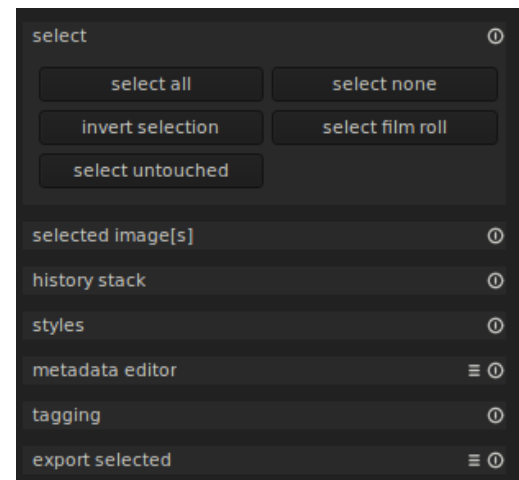 select
select all select none
invert selection select film roll
select untouched
selected image[s]
history stack
styles
metadata editor
tagging
export selected